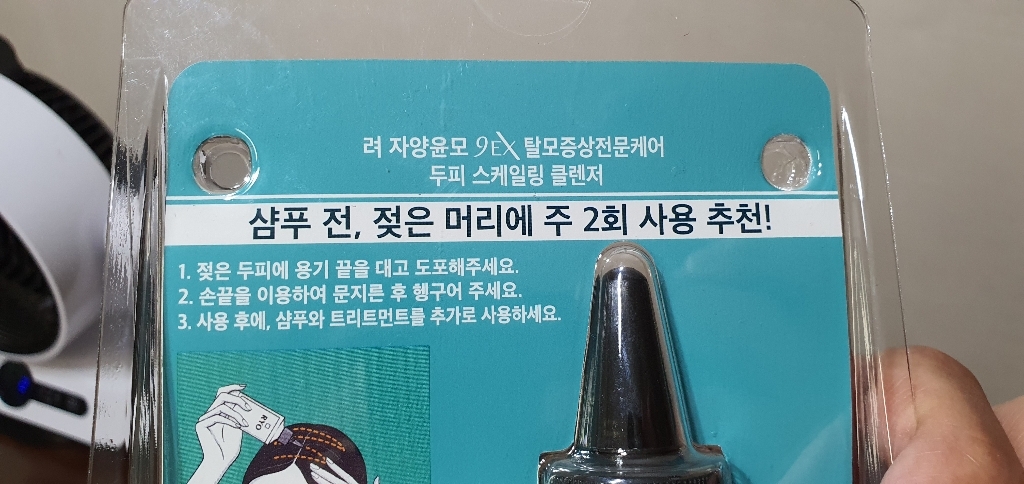 려 자양윤모 9EX 탈모증상전문케어
두피 스케일링 클렌저
샴푸 전, 젖은 머리에 주 2회 사용 추천!
1. 젖은 두피에 용기 끝을 대고 도포해주세요.
2. 손끝을 이용하여 문지른 후 헹구어 주세요.
3. 사용 후에, 샴푸와 트리트먼트를 추가로 사용하세요.
RYO